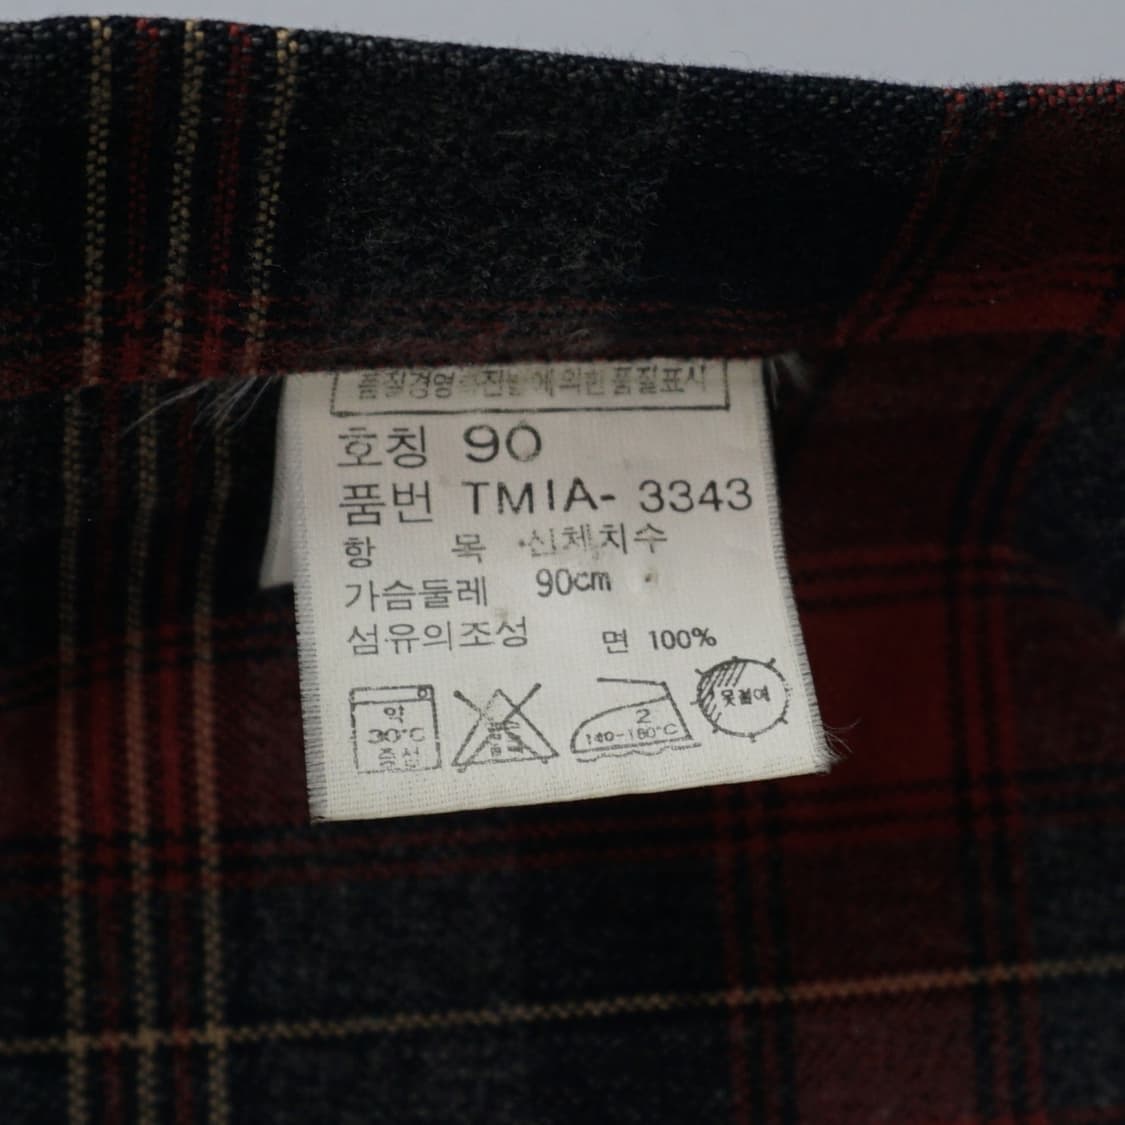 품질경영촉진법에의한품질표시
호칭 90
품번 TMIA- 3343
항 목 신체치수
가슴둘레 90cm
섬유의조성 면 100%
약
30°C
중성
2
140-160°C
옷걸에